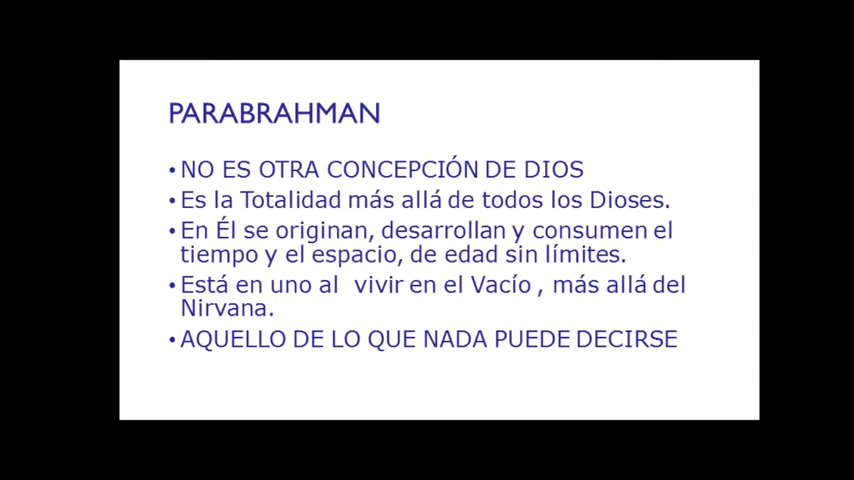 PARABRAHMAN
• NO ES OTRA CONCEPCIÓN DE DIOS
• Es la Totalidad más allá de todos los Dioses.
• En Él se originan, desarrollan y consumen el
tiempo y el espacio, de edad sin límites.
• Está en uno al  vivir en el Vacío , más allá del
Nirvana.
• AQUELLO DE LO QUE NADA PUEDE DECIRSE